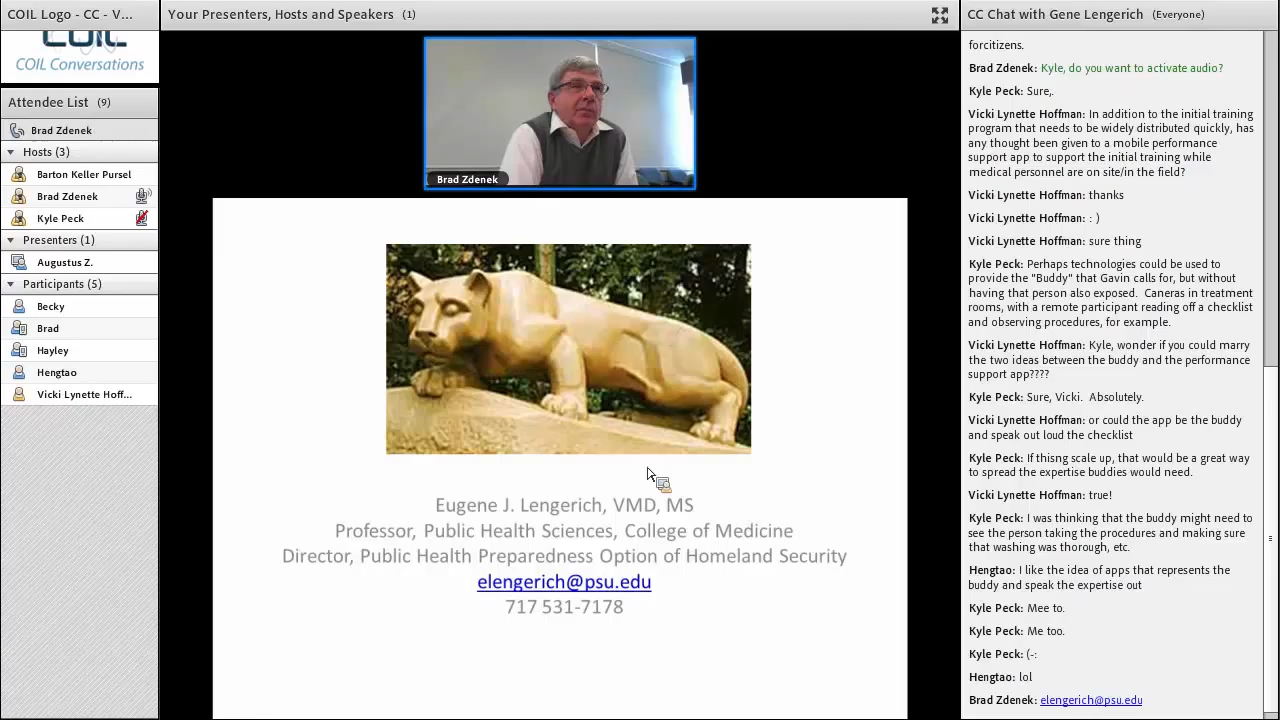 COIL Logo - CC - V...
COIL
COIL Conversations
Attendee List (9)
Brad Zdenek
Hosts (3)
Barton Keller Pursel
Brad Zdenek
Kyle Peck
Presenters (1)
Augustus Z.
Participants (5)
Becky
Brad
Hayley
Hengtao
Vicki Lynette Hoff...
Your Presenters, Hosts and Speakers (1)
Brad Zdenek
Eugene J. Lengerich, VMD, MS
Professor, Public Health Sciences, College of Medicine
Director, Public Health Preparedness Option of Homeland Security
elengerich@psu.edu
717 531-7178
CC Chat with Gene Lengerich (Everyone)
forcitizens.
Brad Zdenek: Kyle, do you want to activate audio?
Kyle Peck: Sure,.
Vicki Lynette Hoffman: In addition to the initial training
program that needs to be widely distributed quickly, has
any thought been given to a mobile performance
support app to support the initial training while
medical personnel are on site/in the field?
Vicki Lynette Hoffman: thanks
Vicki Lynette Hoffman: : )
Vicki Lynette Hoffman: sure thing
Kyle Peck: Perhaps technologies could be used to
provide the "Buddy" that Gavin calls for, but without
having that person also exposed. Caneras in treatment
rooms, with a remote participant reading off a checklist
and observing procedures, for example.
Vicki Lynette Hoffman: Kyle, wonder if you could marry
the two ideas between the buddy and the performance
support app????
Kyle Peck: Sure, Vicki. Absolutely.
Vicki Lynette Hoffman: or could the app be the buddy
and speak out loud the checklist
Kyle Peck: If thisng scale up, that would be a great way
to spread the expertise buddies would need.
Vicki Lynette Hoffman: true!
Kyle Peck: I was thinking that the buddy might need to
see the person taking the procedures and making sure
that washing was thorough, etc.
Hengtao: I like the idea of apps that represents the
buddy and speak the expertise out
Kyle Peck: Mee to.
Kyle Peck: Me too.
Kyle Peck: (-:
Hengtao: lol
Brad Zdenek: elengerich@psu.edu